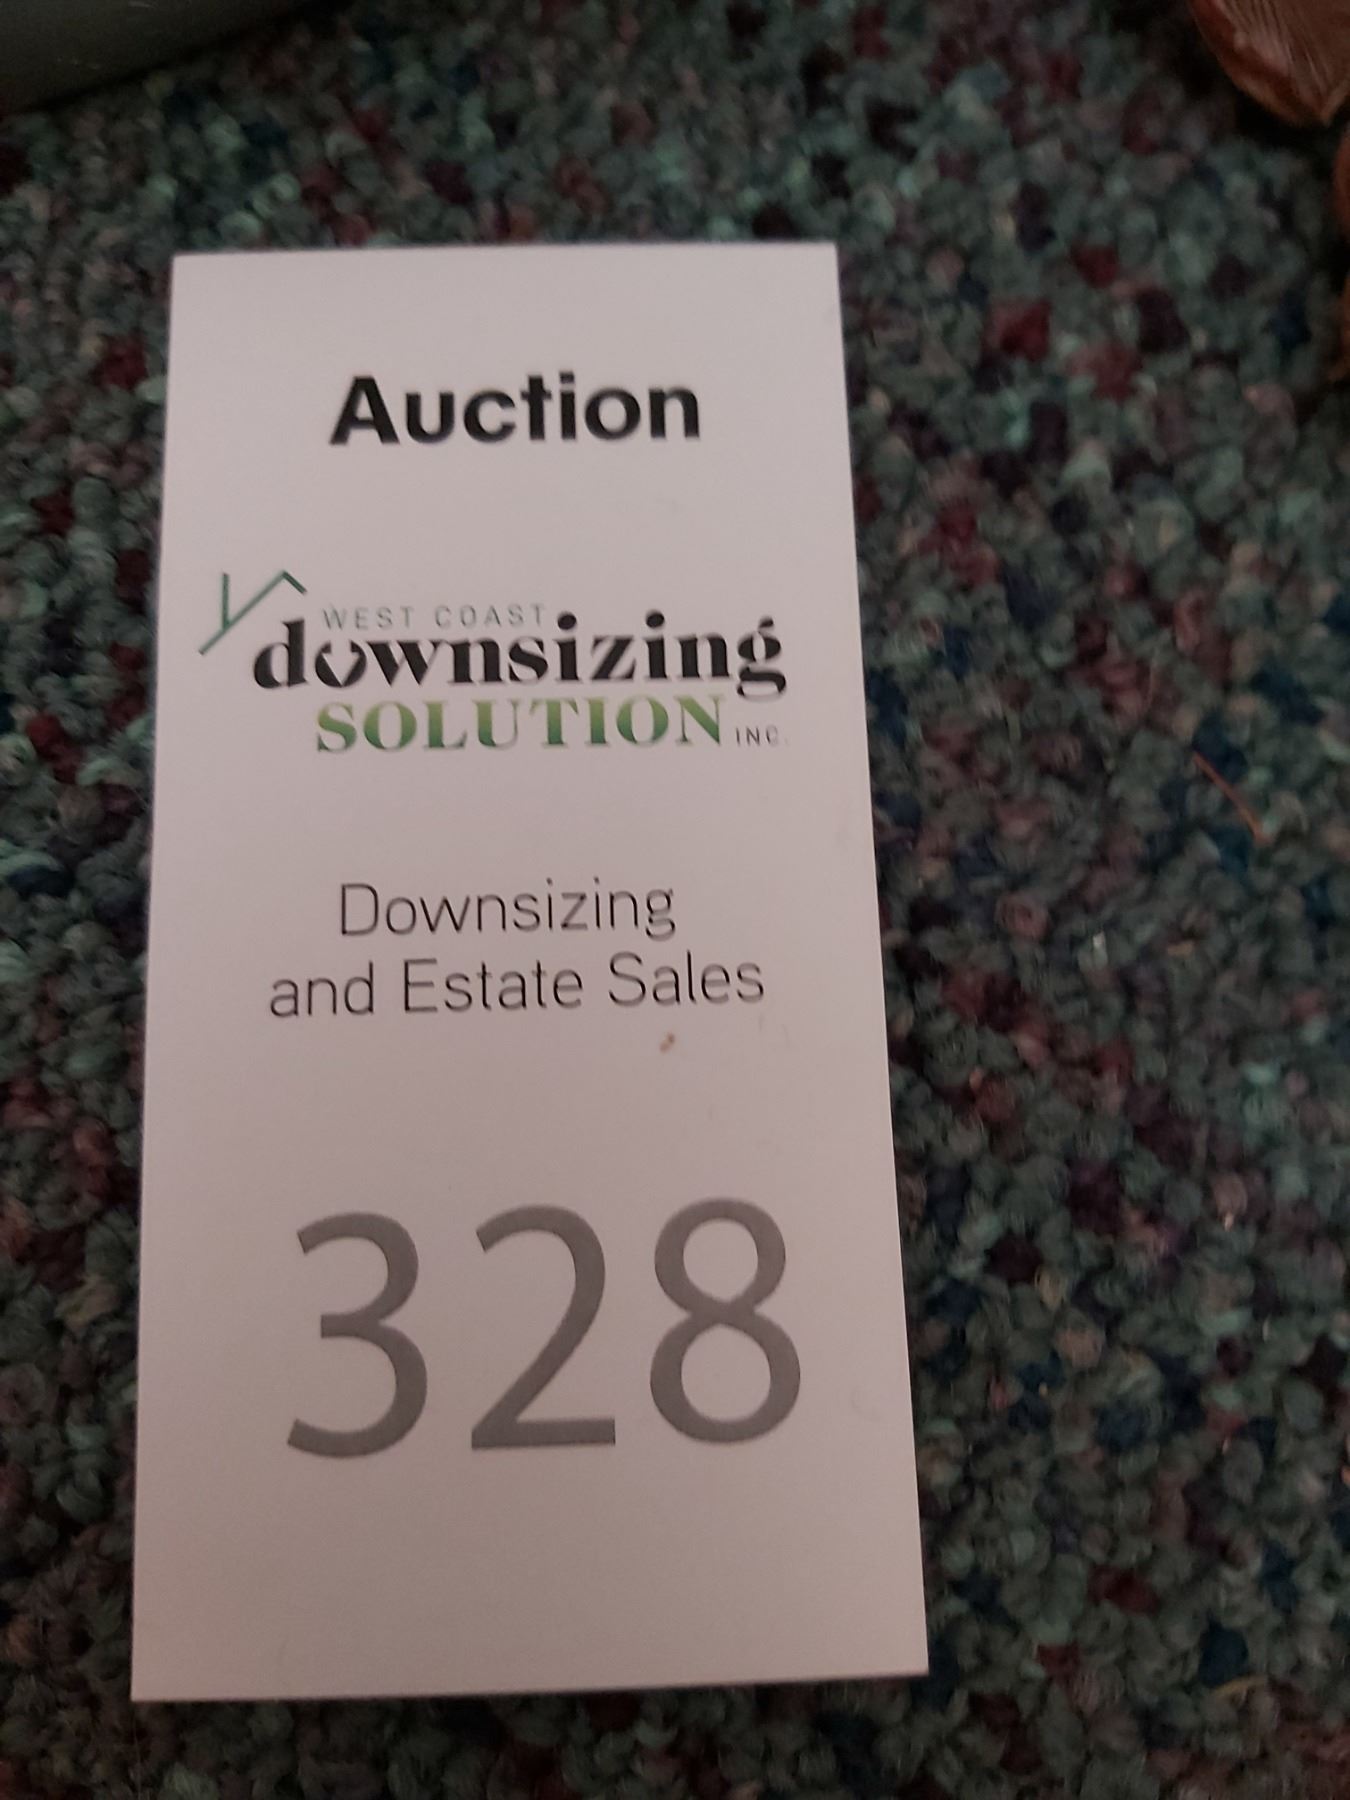 Auction
WEST COAST
downsizing
SOLUTION INC.
Downsizing
and Estate Sales
328